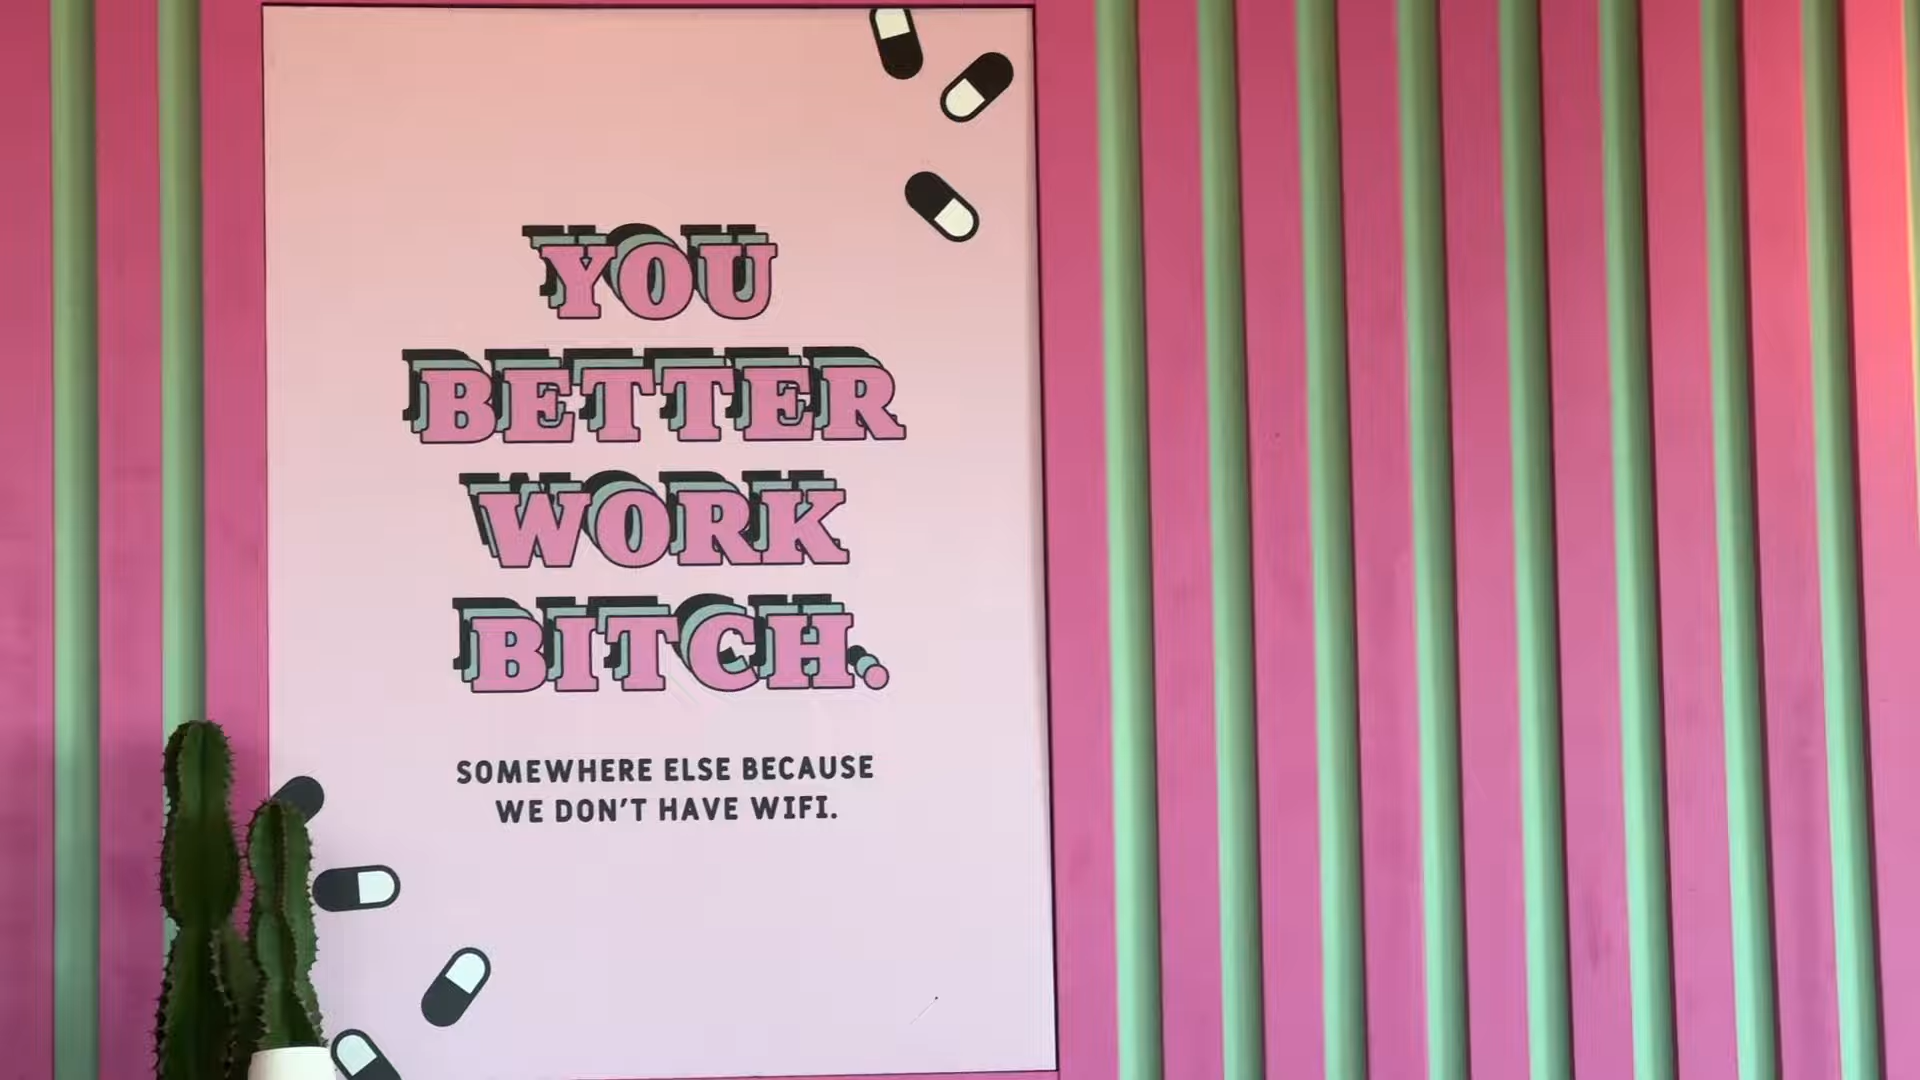 YOU
BETTER
WORK
BITCH.
SOMEWHERE ELSE BECAUSE
WE DON'T HAVE WIFI.